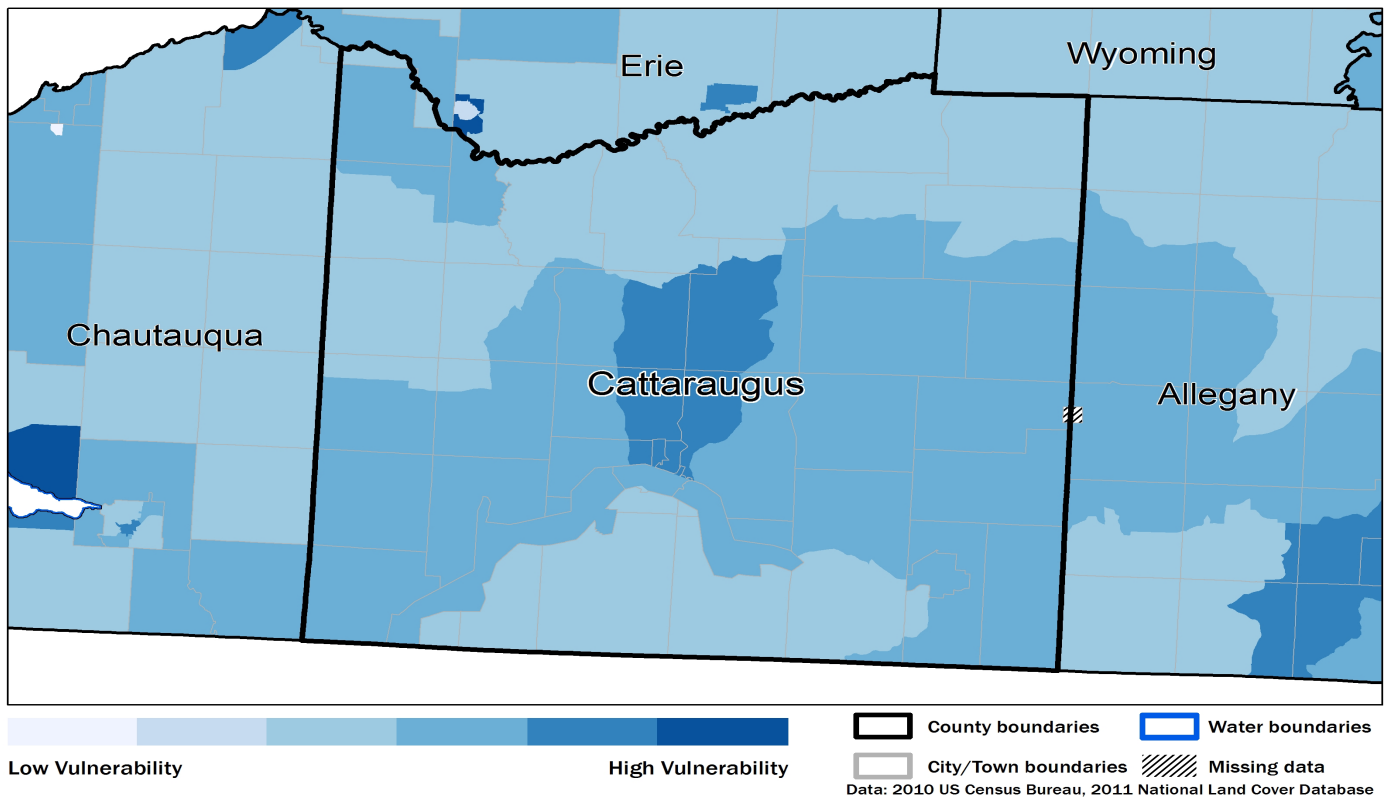 Erie
Wyoming
Chautauqua
Cattaraugus
Allegany
Low Vulnerability
High Vulnerability
County boundaries
Water boundaries
City/Town boundaries
Missing data
Data: 2010 US Census Bureau, 2011 National Land Cover Database